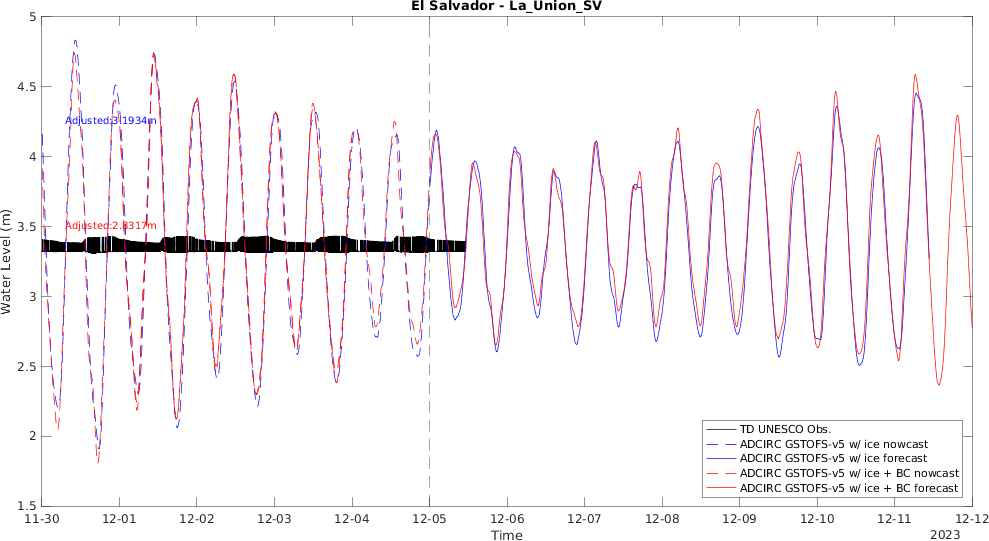 El Salvador - La_Union_SV
Water Level (m)
5
4.5
4
3.5
3
2.5
2
1.5
Adjusted:3.1934m
Adjusted:2.8317m
TD UNESCO Obs.
ADCIRC GSTOFS-v5 w/ ice nowcast
ADCIRC GSTOFS-v5 w/ ice forecast
ADCIRC GSTOFS-v5 w/ ice + BC nowcast
ADCIRC GSTOFS-v5 w/ ice + BC forecast
11-30 12-01 12-02 12-03 12-04 12-05 12-06 12-07 12-08 12-09 12-10 12-11 12-12
Time
2023